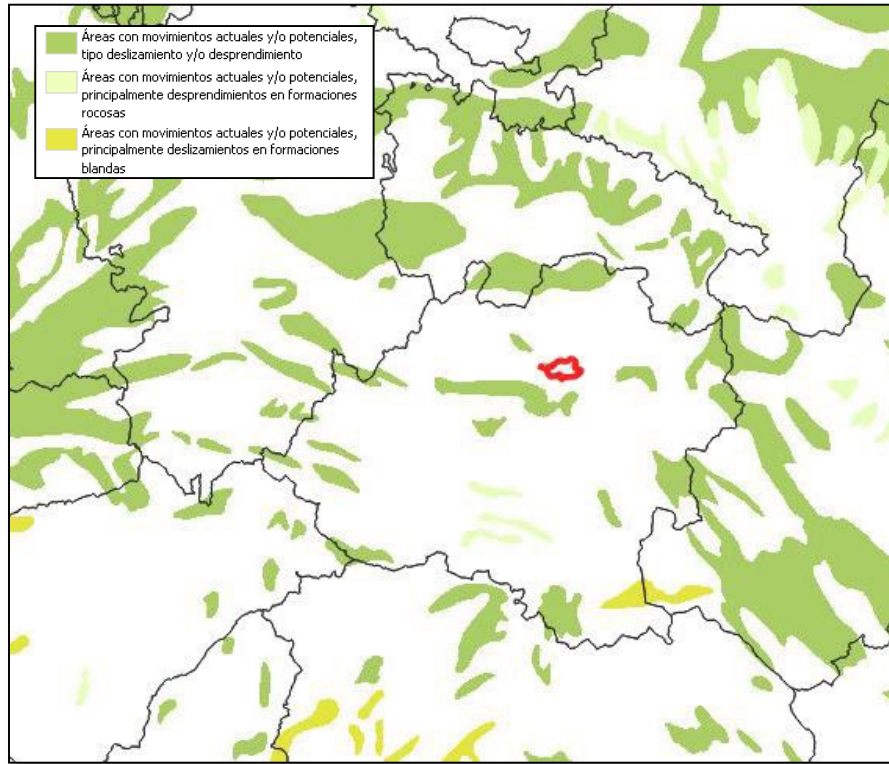 Áreas con movimientos actuales y/o potenciales,
tipo deslizamiento y/o desprendimiento
Áreas con movimientos actuales y/o potenciales,
principalmente desprendimientos en formaciones
rocosas
Áreas con movimientos actuales y/o potenciales,
principalmente deslizamientos en formaciones
blandas